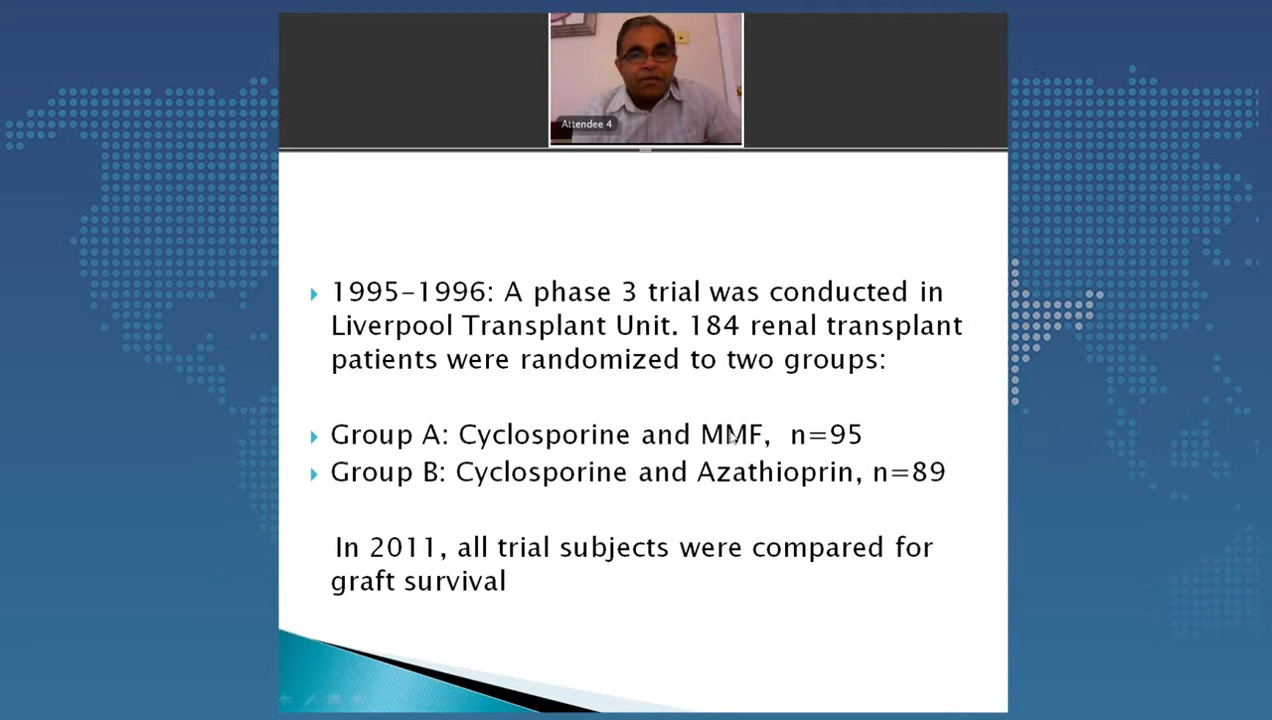 Attendee 4
1995-1996: A phase 3 trial was conducted in
Liverpool Transplant Unit. 184 renal transplant
patients were randomized to two groups:
Group A: Cyclosporine and MMF, n=95
Group B: Cyclosporine and Azathioprin, n=89
In 2011, all trial subjects were compared for
graft survival